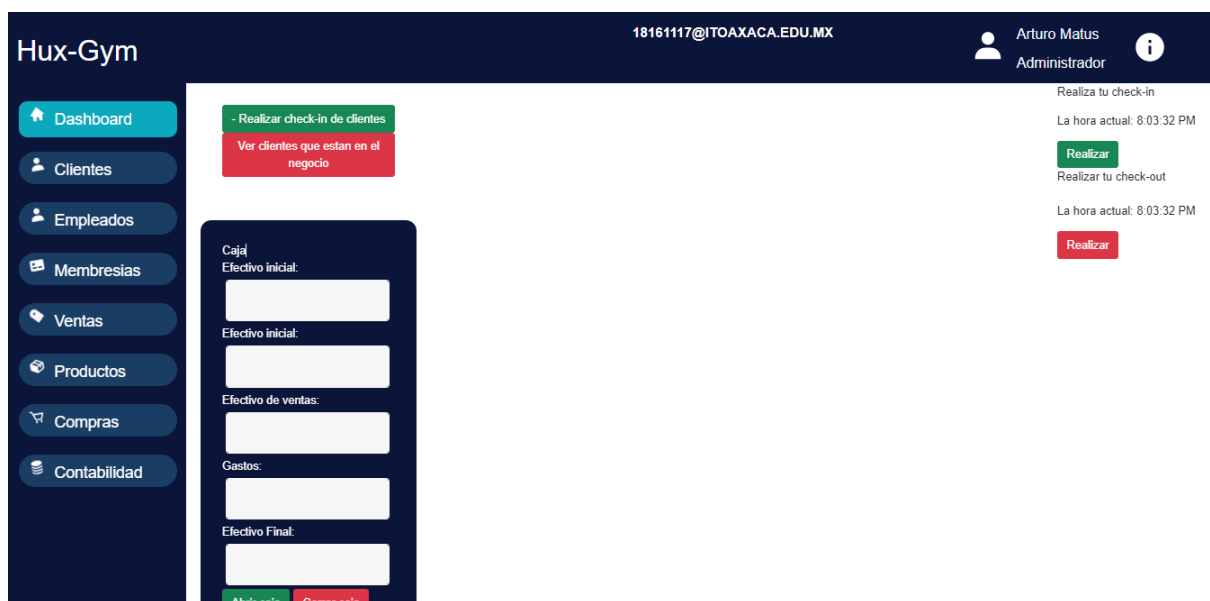 Hux-Gym
18161117@ITOAXACA.EDU.MX
Arturo Matus
Administrador
Dashboard
Clientes
Empleados
Membresias
Ventas
Productos
Compras
Contabilidad
- Realizar check-in de clientes
Ver clientes que estan en el
negocio
Caja
Efectivo inicial:
Efectivo inicial:
Efectivo de ventas:
Gastos:
Efectivo Final:
Realiza tu check-in
La hora actual: 8:03:32 PM
Realizar
Realizar tu check-out
La hora actual: 8:03:32 PM
Realizar